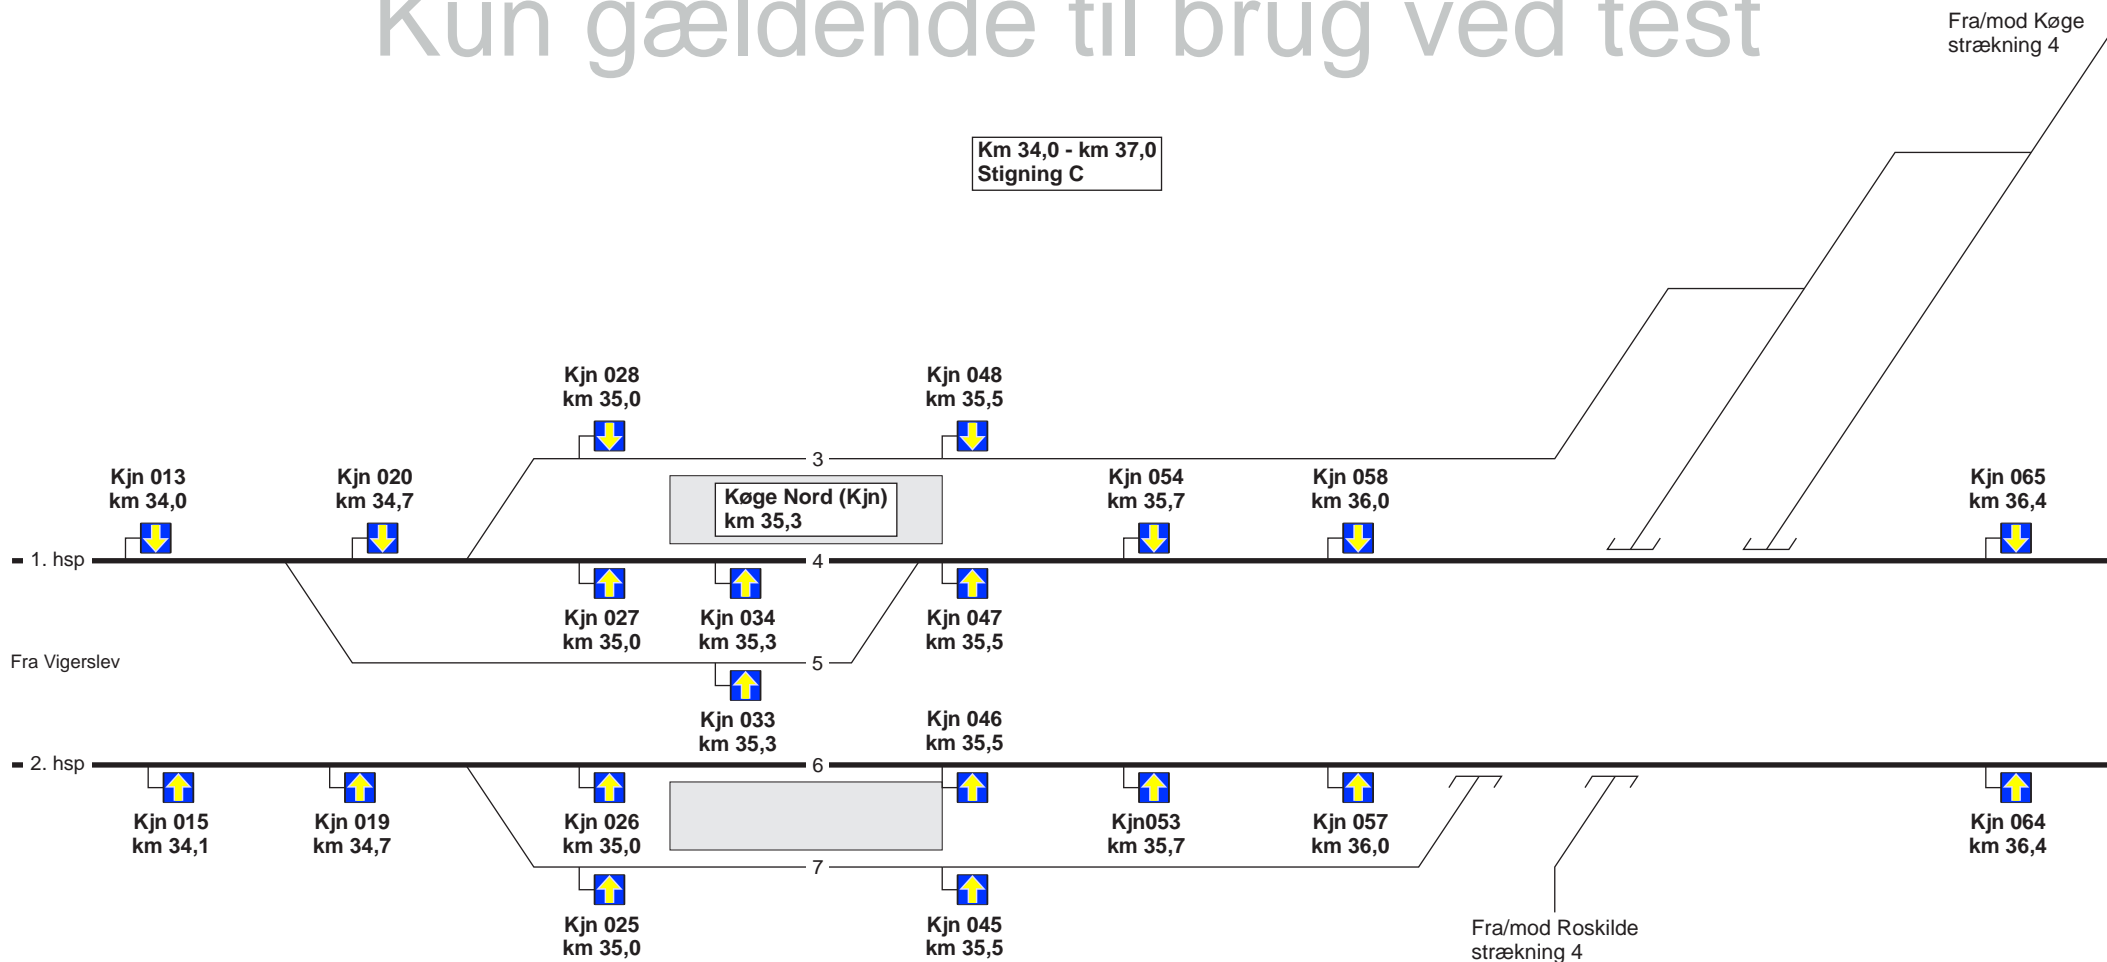 Kun gældende til brug ved test
Fra/mod Køge
strækning 4
Km 34,0 - km 37,0
Stigning C
Kjn 028
km 35,0
Kjn 048
km 35,5
3
Kjn 013
km 34,0
Kjn 020
km 34,7
Køge Nord (Kjn)
km 35,3
Kjn 054
km 35,7
Kjn 058
km 36,0
Kjn 065
km 36,4
1. hsp
4
Kjn 027
km 35,0
Kjn 034
km 35,3
Kjn 047
km 35,5
Fra Vigerslev
5
Kjn 033
km 35,3
Kjn 046
km 35,5
2. hsp
6
Kjn 015
km 34,1
Kjn 019
km 34,7
Kjn 026
km 35,0
Kjn053
km 35,7
Kjn 057
km 36,0
Kjn 064
km 36,4
7
Kjn 025
km 35,0
Kjn 045
km 35,5
Fra/mod Roskilde
strækning 4